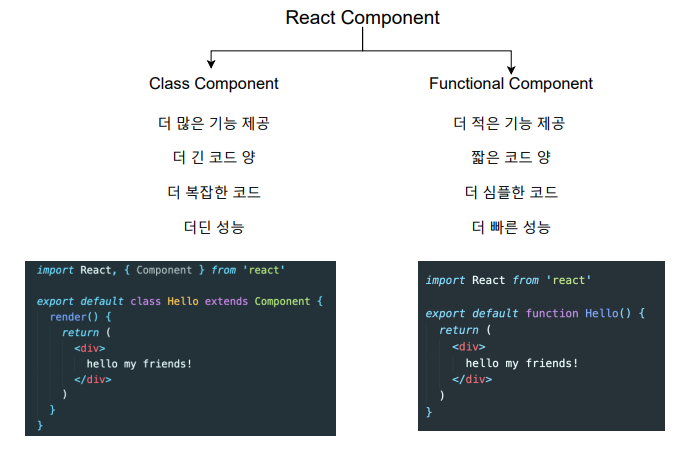 React Component
Class Component
더 많은 기능 제공
더 긴 코드 양
더 복잡한 코드
더딘 성능
import React, { Component } from 'react'
export default class Hello extends Component {
render() {
return (
<div>
hello my friends!
</div>
)
}
}
Functional Component
더 적은 기능 제공
짧은 코드 양
더 심플한 코드
더 빠른 성능
import React from 'react'
export default function Hello() {
return (
<div>
hello my friends!
</div>
)
}